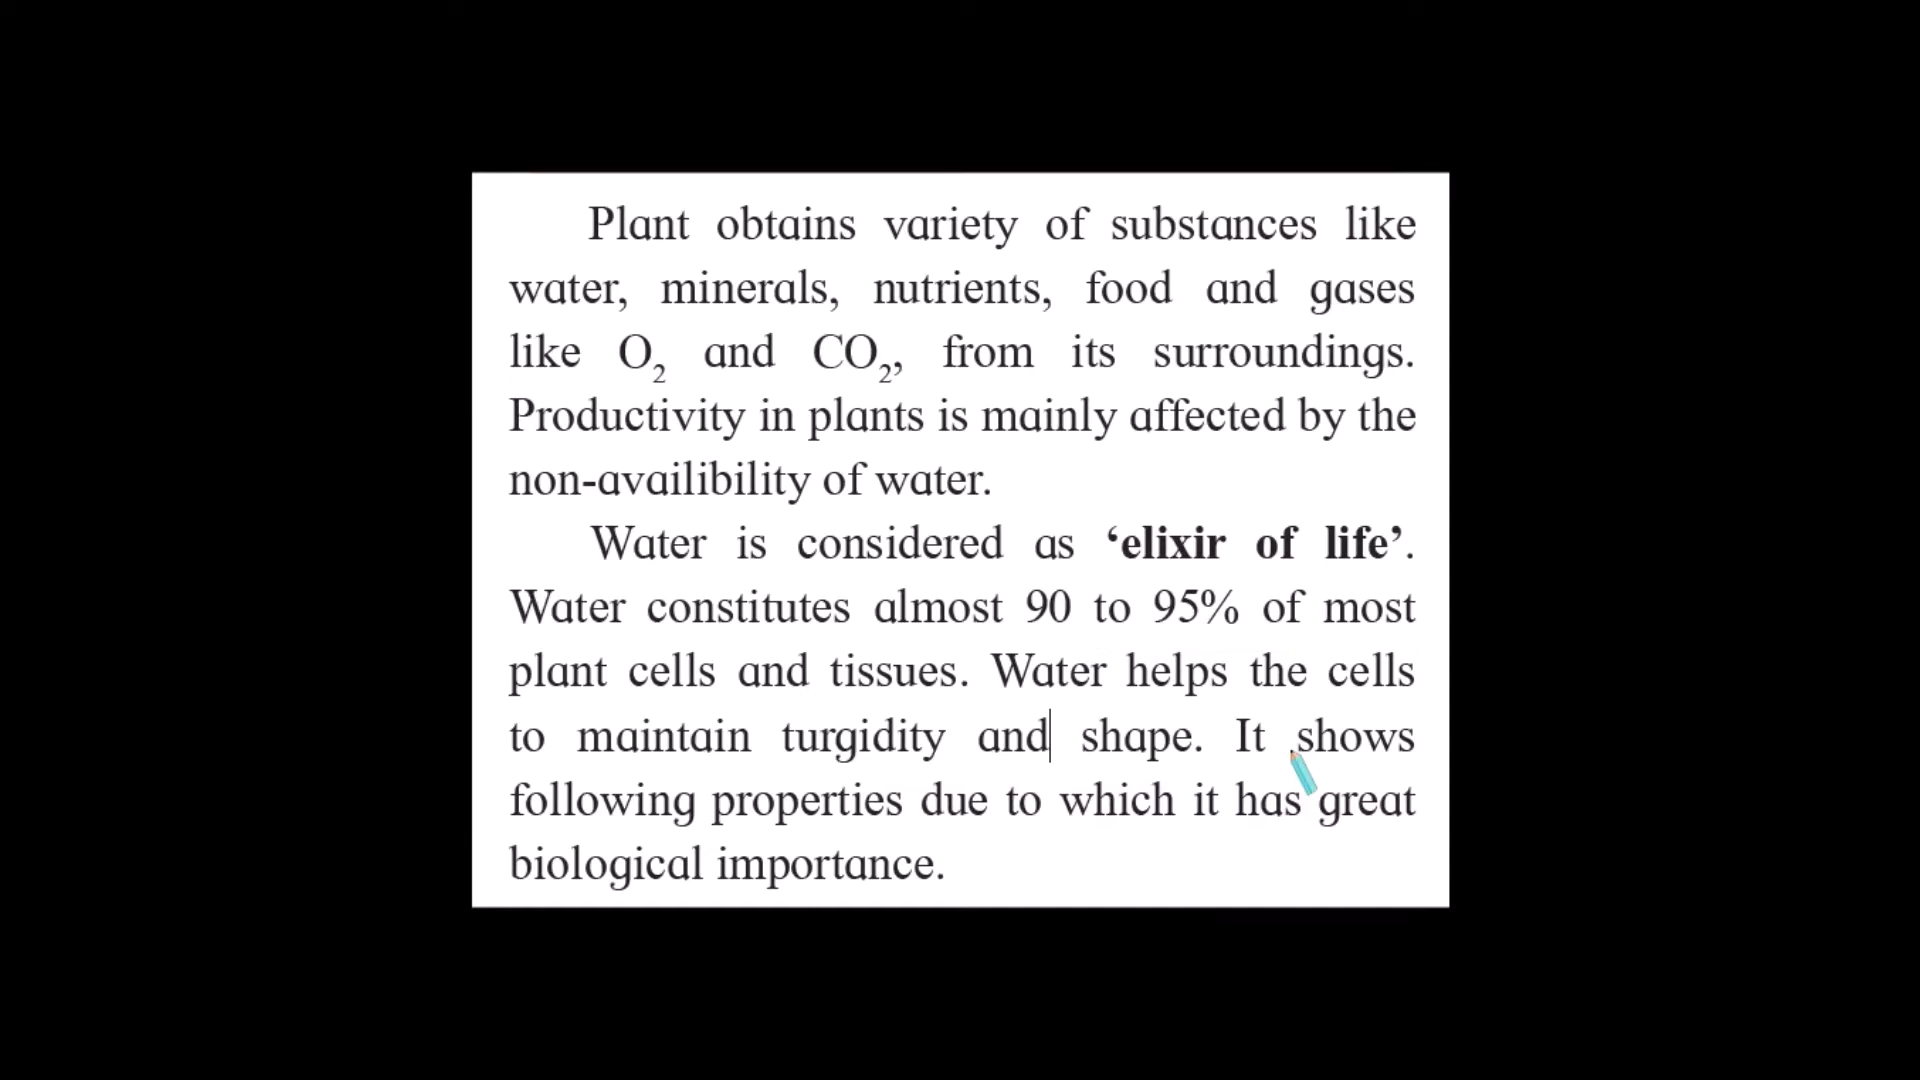 Plant obtains variety of substances like
water, minerals, nutrients, food and gases
like O₂ and CO₂, from its surroundings.
Productivity in plants is mainly affected by the
non-availibility of water.
Water is considered as ‘elixir of life’.
Water constitutes almost 90 to 95% of most
plant cells and tissues. Water helps the cells
to maintain turgidity and shape. It shows
following properties due to which it has great
biological importance.